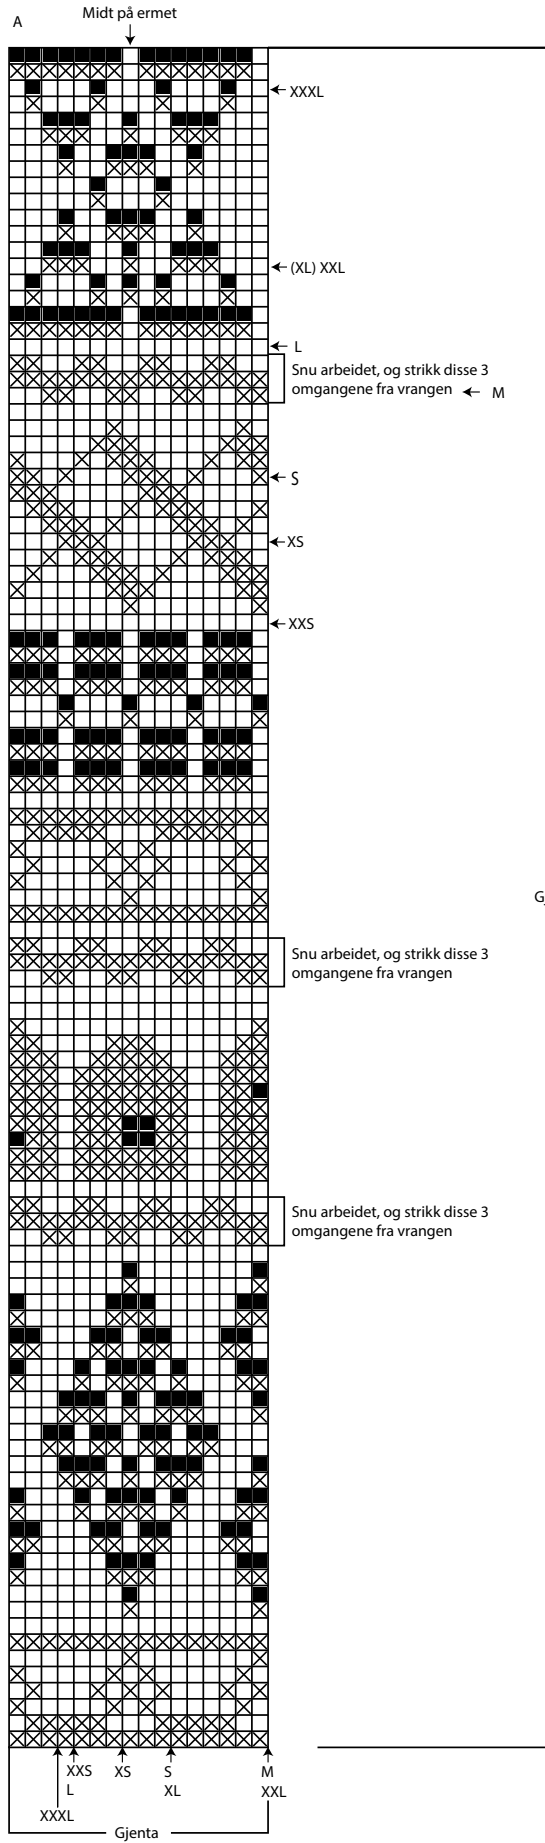 A
Midt på ermet
XXXL
(XL) XXL
L
Snu arbeidet, og strikk disse 3
omgangene fra vrangen
M
S
XS
XXS
Snu arbeidet, og strikk disse 3
omgangene fra vrangen
Snu arbeidet, og strikk disse 3
omgangene fra vrangen
XXS XS S M
L XL XXL
XXXL
Gjenta